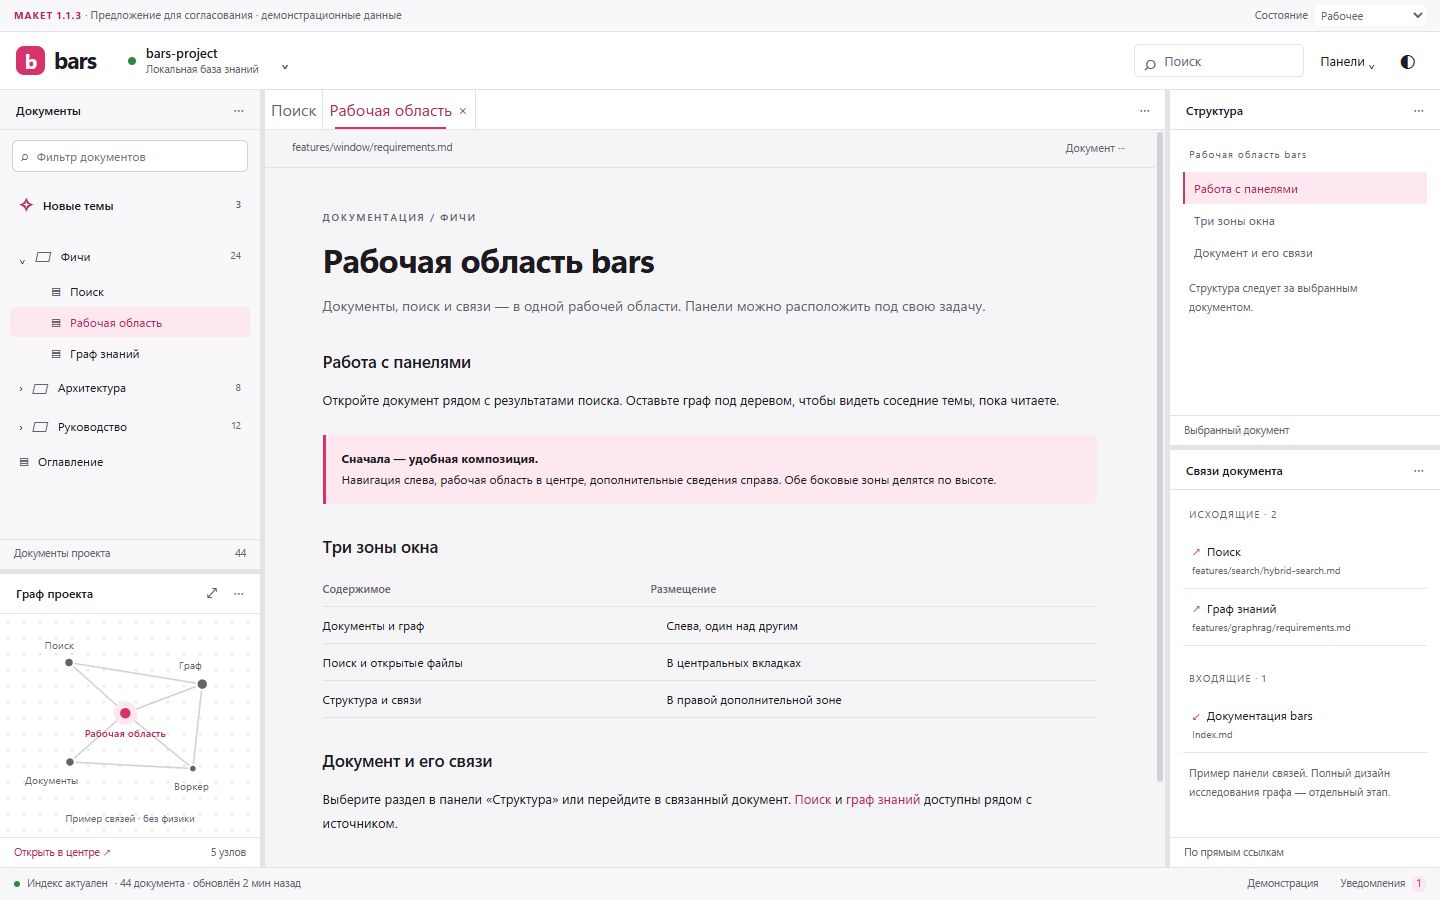 МАКЕТ 1.1.3 · Предложение для согласования · демонстрационные данные
Состояние
Рабочее
b bars
bars-project
Локальная база знаний
Поиск
Панели
Документы
Фильтр документов
Новые темы 3
Фичи 24
Поиск
Рабочая область
Граф знаний
Архитектура 8
Руководство 12
Оглавление
Документы проекта 44
Граф проекта
Поиск
Граф
Рабочая область
Документы
Воркер
Пример связей · без физики
Открыть в центре ↗ 5 узлов
Поиск
Рабочая область ×
features/window/requirements.md
Документ ···
ДОКУМЕНТАЦИЯ / ФИЧИ
Рабочая область bars
Документы, поиск и связи — в одной рабочей области. Панели можно расположить под свою задачу.
Работа с панелями
Откройте документ рядом с результатами поиска. Оставьте граф под деревом, чтобы видеть соседние темы, пока читаете.
Сначала — удобная композиция.
Навигация слева, рабочая область в центре, дополнительные сведения справа. Обе боковые зоны делятся по высоте.
Три зоны окна
Содержимое Размещение
Документы и граф Слева, один над другим
Поиск и открытые файлы В центральных вкладках
Структура и связи В правой дополнительной зоне
Документ и его связи
Выберите раздел в панели «Структура» или перейдите в связанный документ. Поиск и граф знаний доступны рядом с
источником.
Структура
Рабочая область bars
Работа с панелями
Три зоны окна
Документ и его связи
Структура следует за выбранным
документом.
Выбранный документ
Связи документа
ИСХОДЯЩИЕ · 2
↗ Поиск
features/search/hybrid-search.md
↗ Граф знаний
features/graphrag/requirements.md
ВХОДЯЩИЕ · 1
↙ Документация bars
index.md
Пример панели связей. Полный дизайн
исследования графа — отдельный этап.
По прямым ссылкам
Индекс актуален · 44 документа · обновлён 2 мин назад
Демонстрация
Уведомления 1